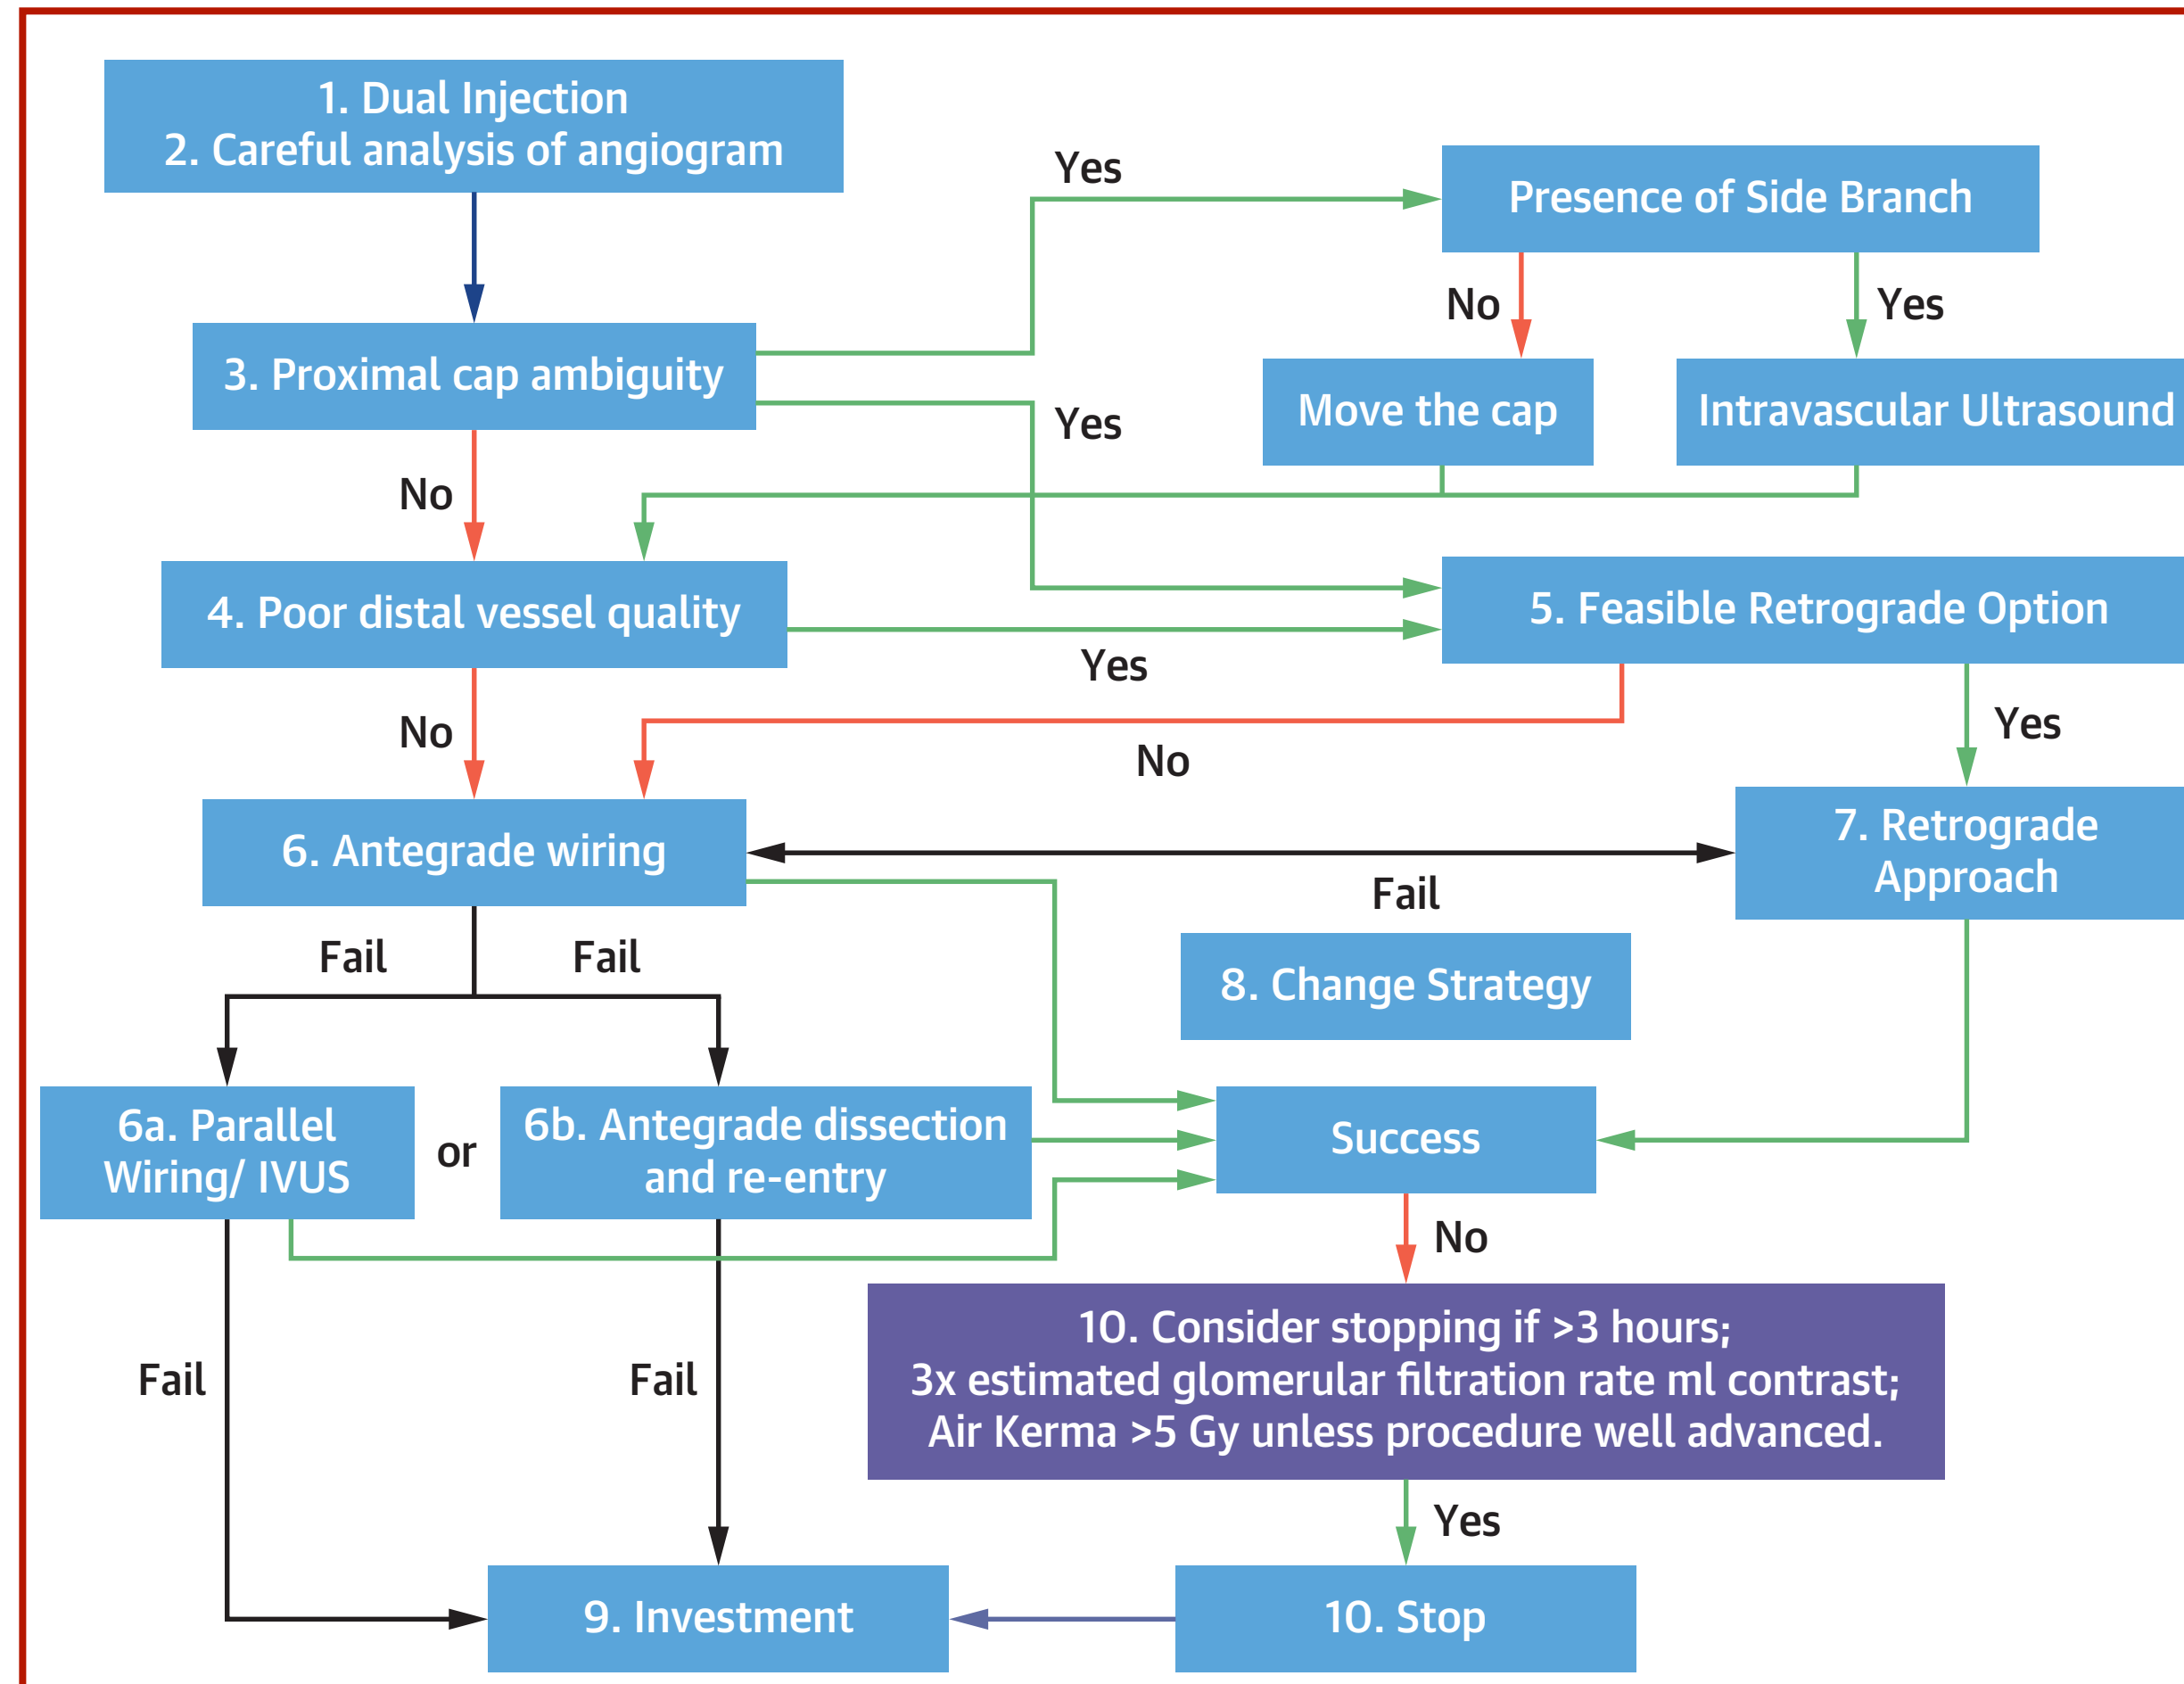 1. Dual Injection
2. Careful analysis of angiogram
Yes
Presence of Side Branch
No
Yes
3. Proximal cap ambiguity
Move the cap
Intravascular Ultrasound
Yes
No
4. Poor distal vessel quality
5. Feasible Retrograde Option
Yes
No
Yes
No
6. Antegrade wiring
7. Retrograde
Approach
Fail
Fail
Fail
8. Change Strategy
6a. Parallel
Wiring/ IVUS
or
6b. Antegrade dissection
and re-entry
Success
No
10. Consider stopping if >3 hours;
3x estimated glomerular filtration rate ml contrast;
Air Kerma >5 Gy unless procedure well advanced.
Fail
Fail
Yes
9. Investment
10. Stop